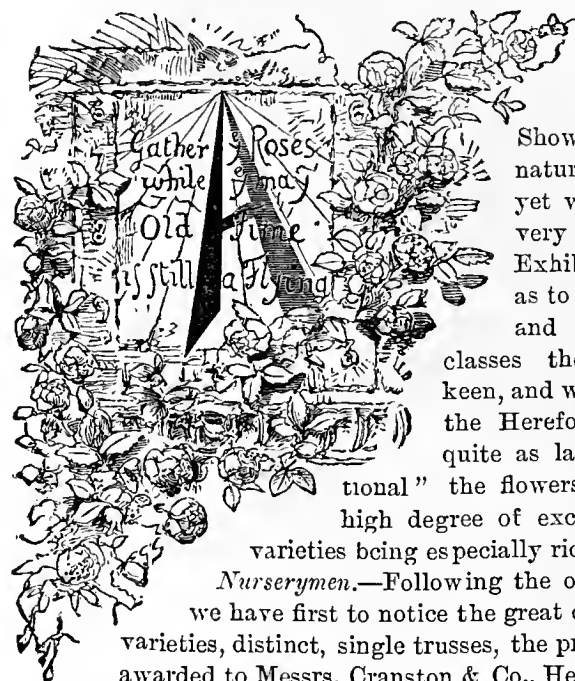 Gather y Roses
while y may
Old Time
is ſtill a Flying
Show
natur
yet w
very
Exhib
as to
and
classes the
keen, and w
the Herefo
quite as la
tional" the flowers
high degree of exc
varieties being especially ric
Nurserymen.—Following the o
we have first to notice the great c
varieties, distinct, single trusses, the pr
awarded to Messrs. Cranston & Co., He